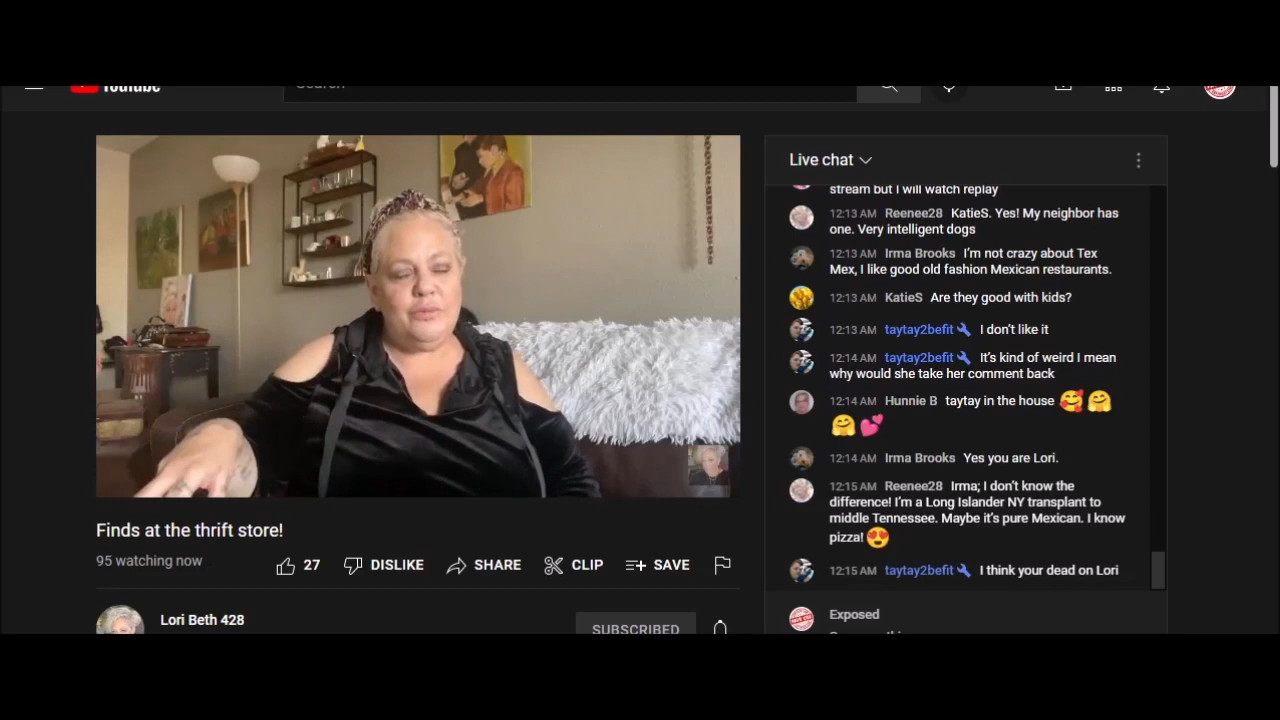 YouTube
Search
Live chat
stream but I will watch replay
12:13 AM Reenee28 KatieS. Yes! My neighbor has
one. Very intelligent dogs
12:13 AM Irma Brooks I'm not crazy about Tex
Mex, I like good old fashion Mexican restaurants.
12:13 AM KatieS Are they good with kids?
12:13 AM taytay2befit I don't like it
12:14 AM taytay2befit It's kind of weird I mean
why would she take her comment back
12:14 AM Hunnie B taytay in the house
12:14 AM Irma Brooks Yes you are Lori.
12:15 AM Reenee28 Irma; I don't know the
difference! I'm a Long Islander NY transplant to
middle Tennessee. Maybe it's pure Mexican. I know
pizza!
12:15 AM taytay2befit I think your dead on Lori
Exposed
Finds at the thrift store!
95 watching now
27 DISLIKE SHARE CLIP SAVE
Lori Beth 428
SUBSCRIBED